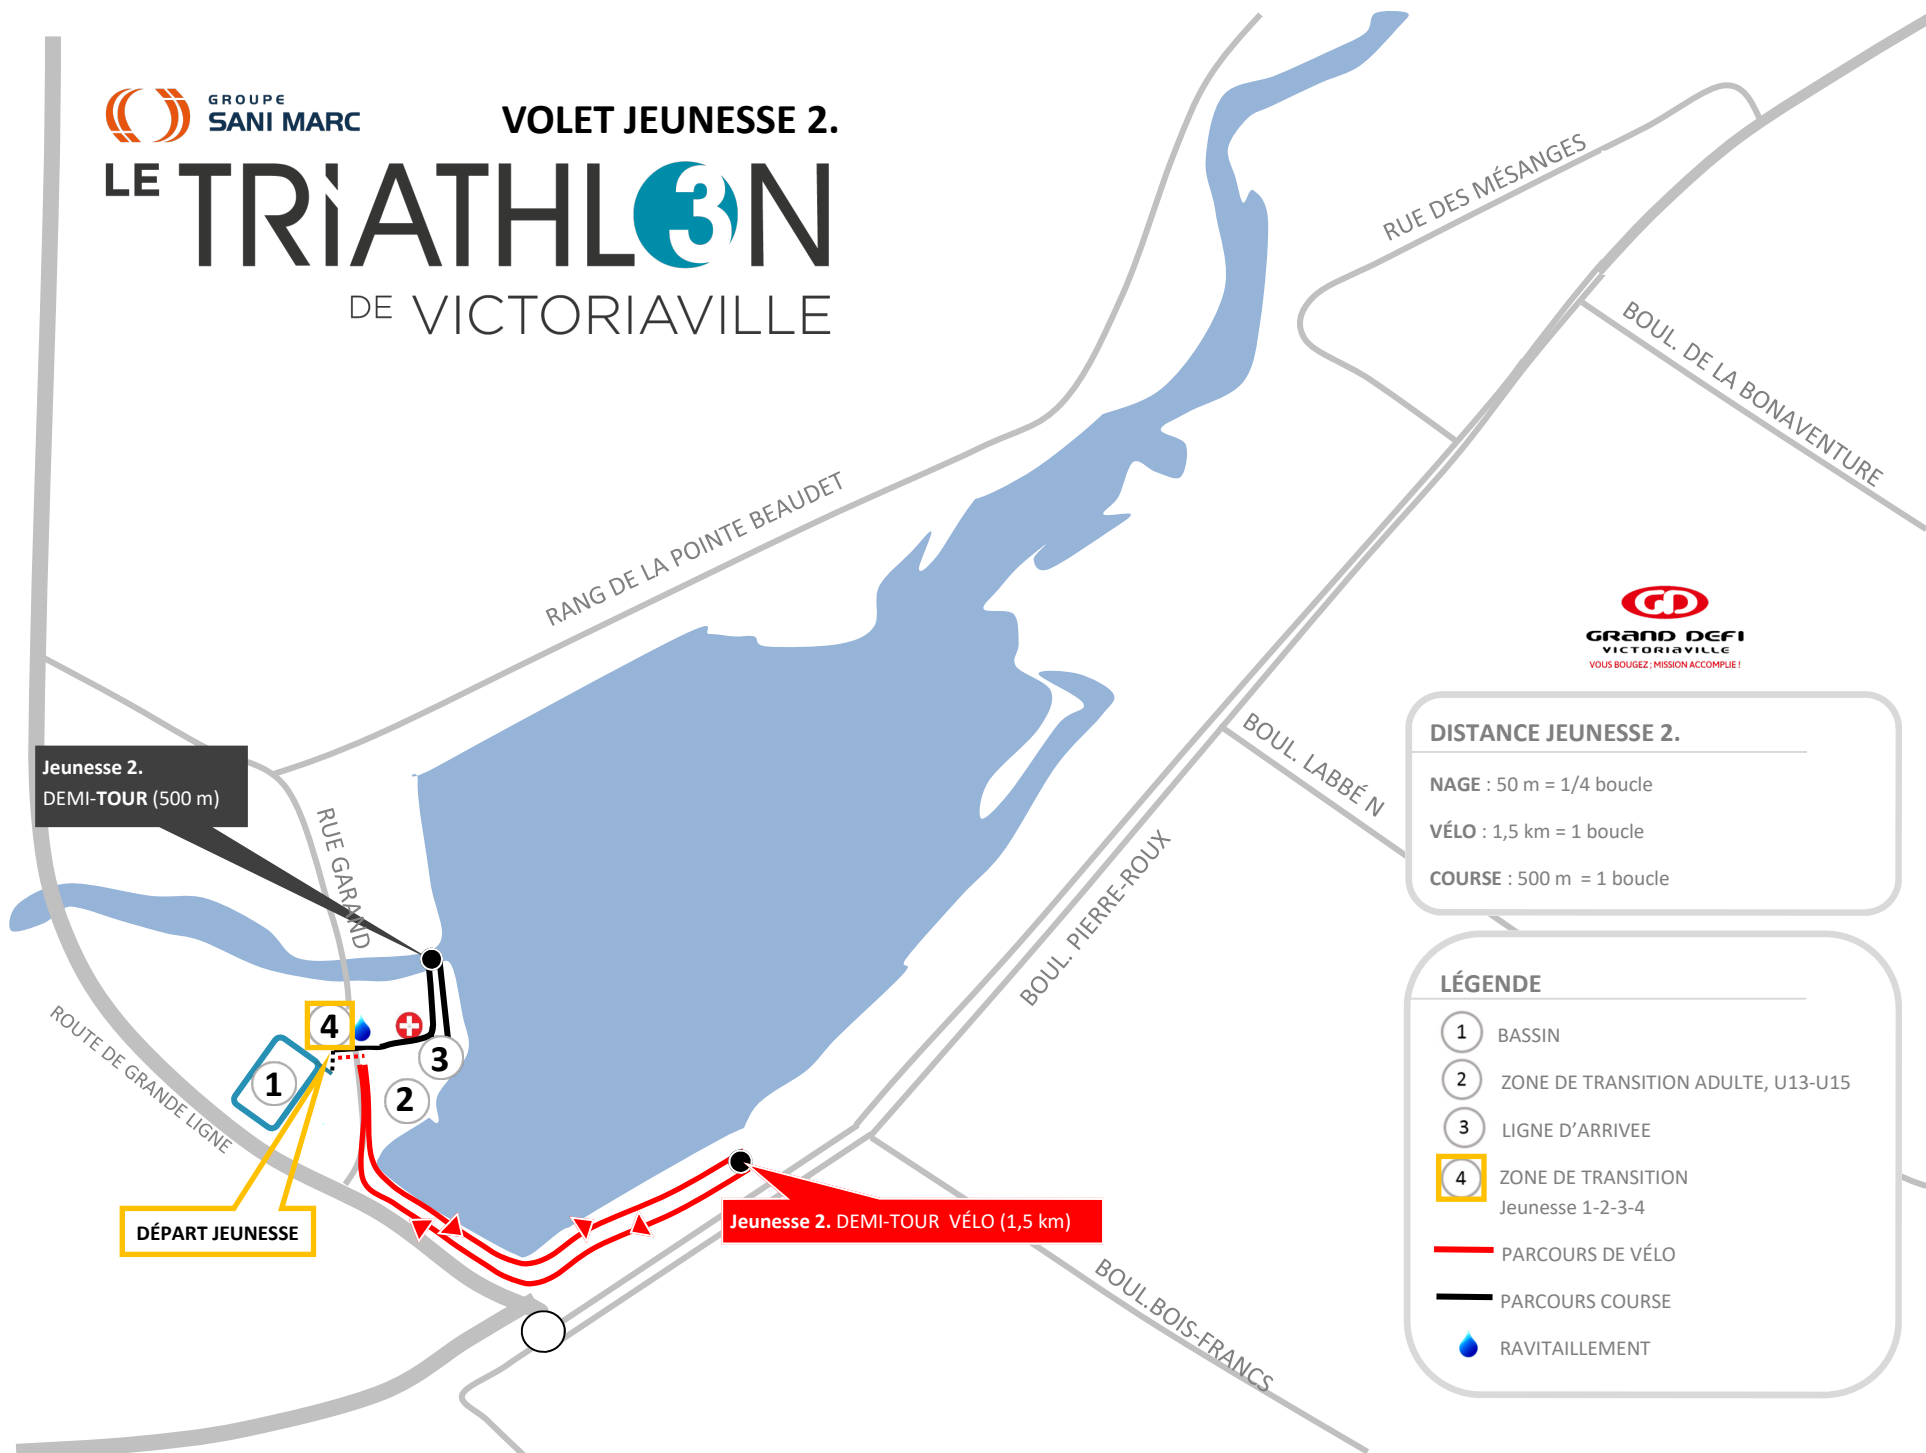 GROUPE
SANI MARC
VOLET JEUNESSE 2.
LE TRiATHL3N
DE VICTORIAVILLE
RUE DES MÉSANGES
BOUL. DE LA BONAVENTURE
RANG DE LA POINTE BEAUDET
GRAND DEFI
VICTORIAVILLE
VOUS BOUGEZ ; MISSION ACCOMPLIE !
BOUL. LABBÉ N
BOUL. PIERRE-ROUX
DISTANCE JEUNESSE 2.
NAGE : 50 m = 1/4 boucle
VÉLO : 1,5 km = 1 boucle
COURSE : 500 m = 1 boucle
Jeunesse 2.
DEMI-TOUR (500 m)
RUE GARAND
ROUTE DE GRANDE LIGNE
4
3
1
2
DÉPART JEUNESSE
Jeunesse 2. DEMI-TOUR VÉLO (1,5 km)
BOUL.BOIS-FRANCS
LÉGENDE
1 BASSIN
2 ZONE DE TRANSITION ADULTE, U13-U15
3 LIGNE D'ARRIVEE
4 ZONE DE TRANSITION
Jeunesse 1-2-3-4
PARCOURS DE VÉLO
PARCOURS COURSE
RAVITAILLEMENT